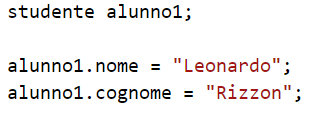 studente alunno1;
alunno1.nome = "Leonardo";
alunno1.cognome = "Rizzon";